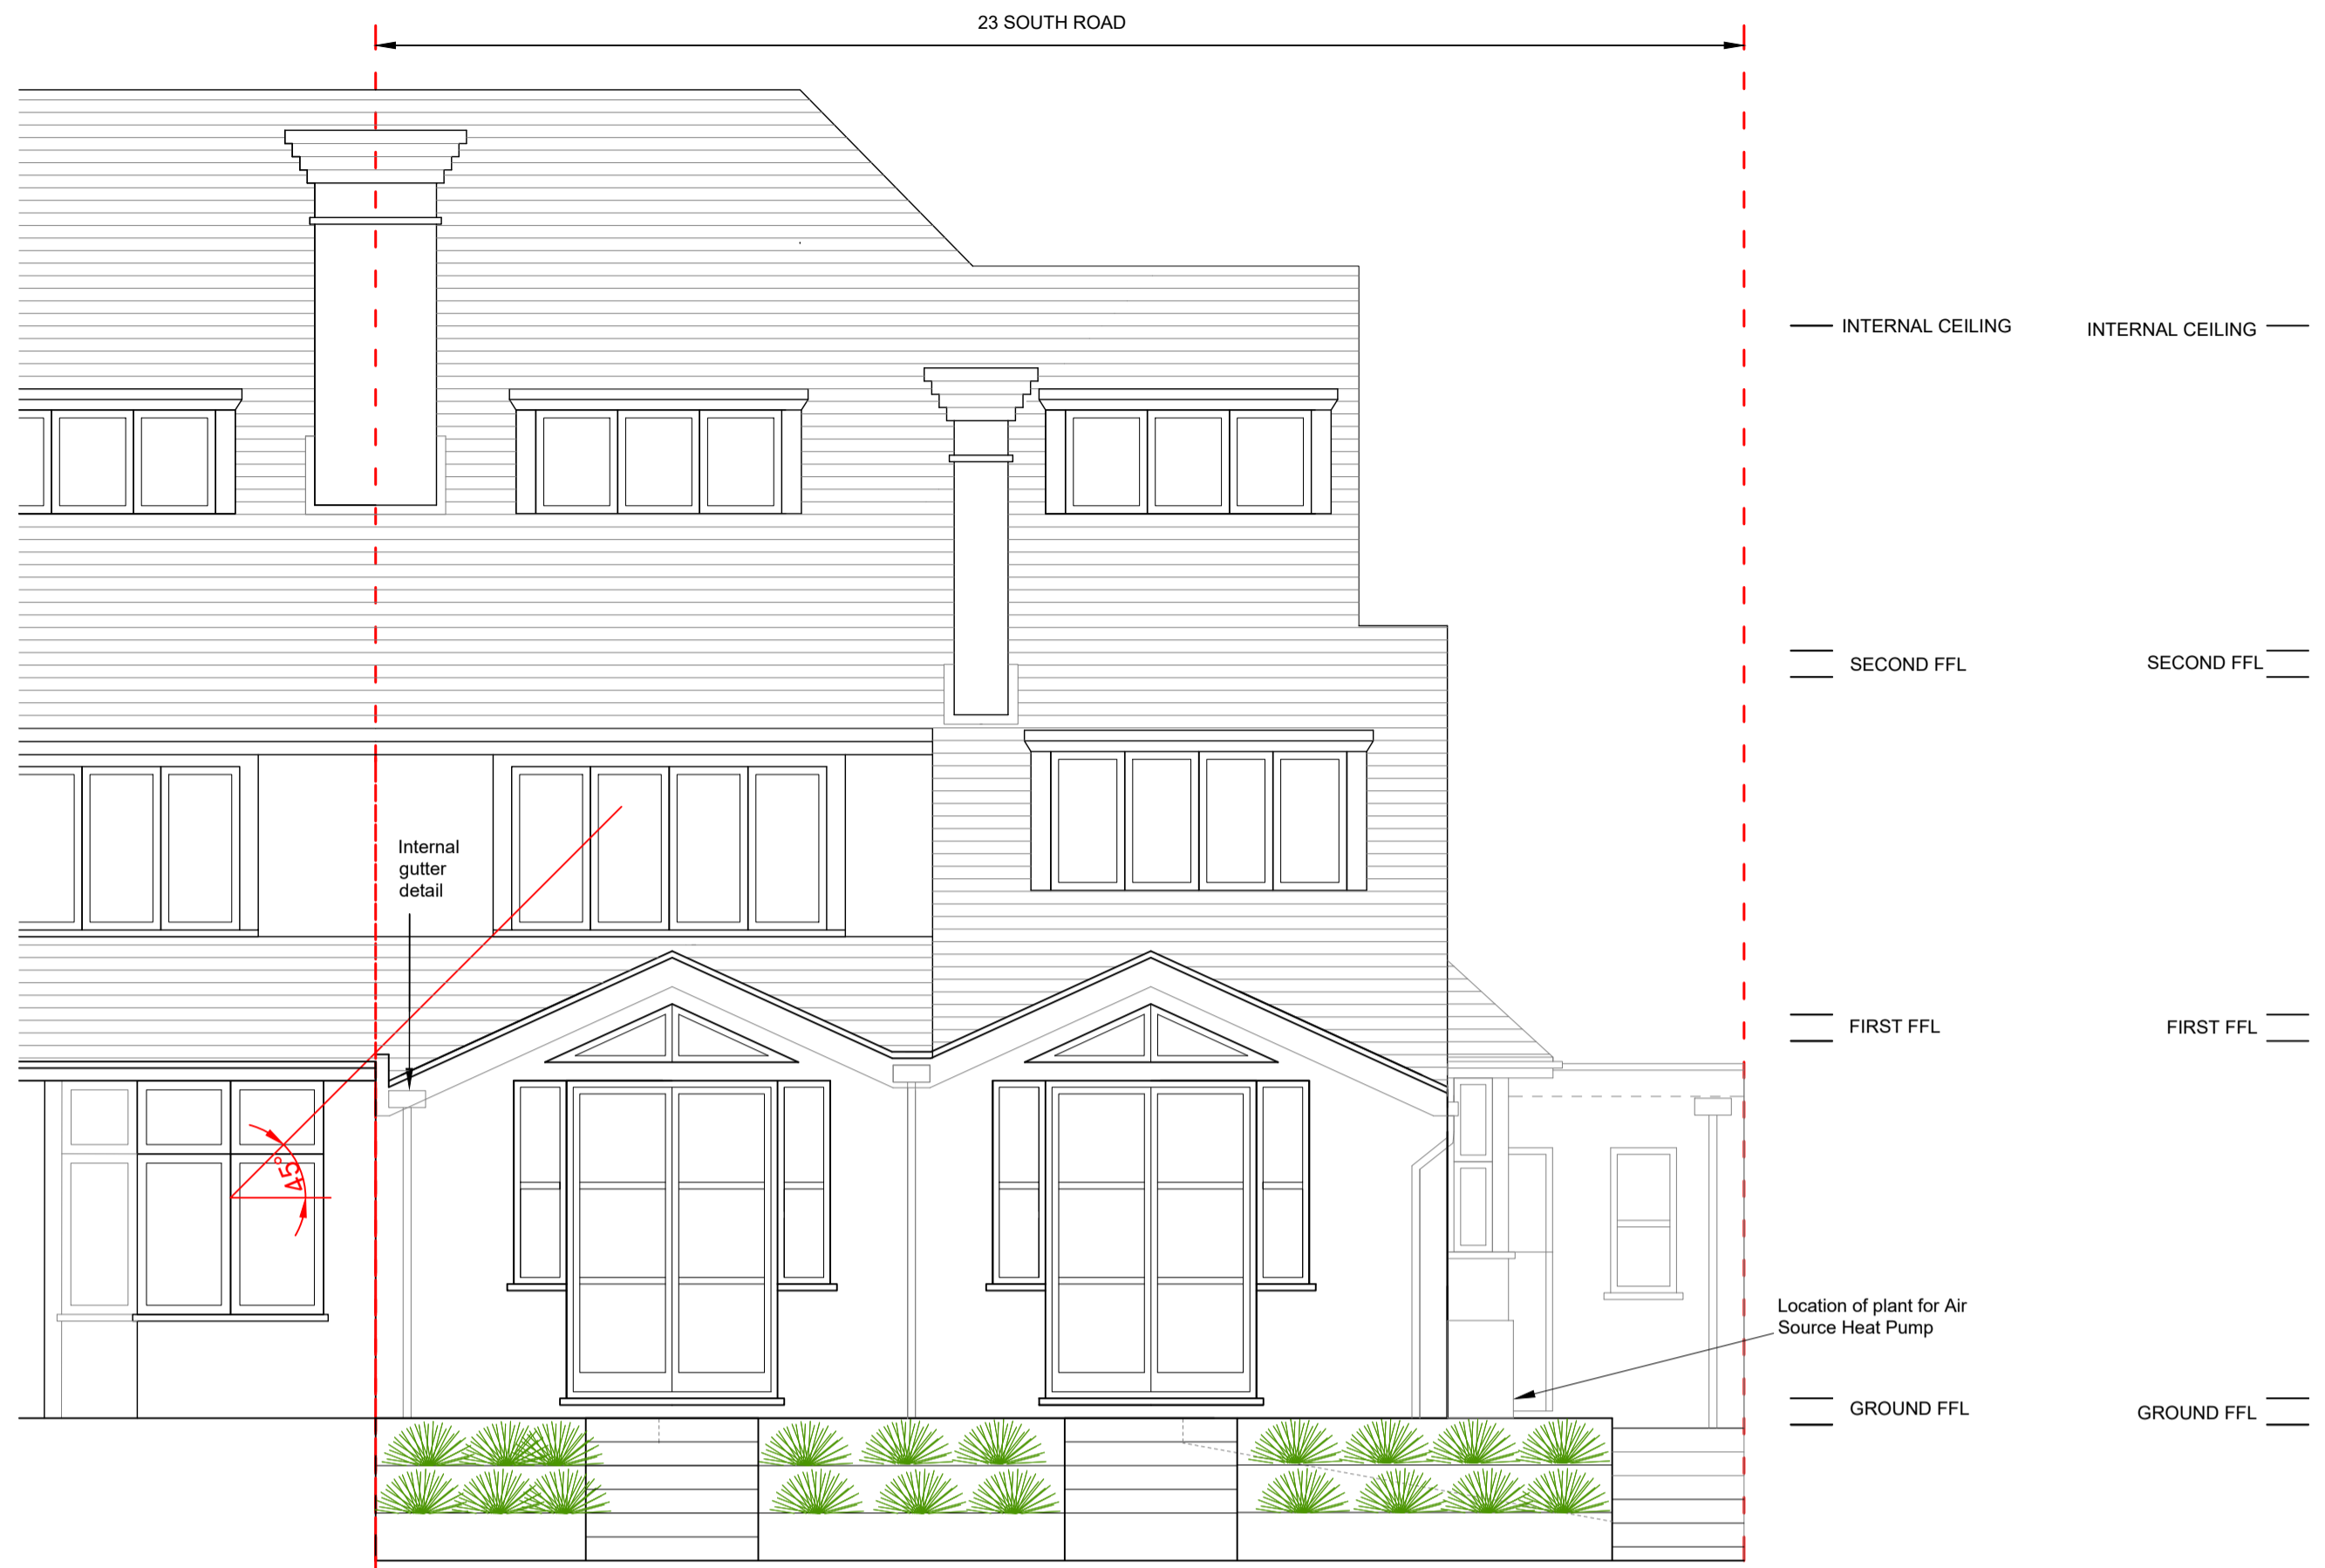 23 SOUTH ROAD
INTERNAL CEILING
INTERNAL CEILING
SECOND FFL
SECOND FFL
Internal
gutter
detail
FIRST FFL
FIRST FFL
45°
Location of plant for Air
Source Heat Pump
GROUND FFL
GROUND FFL